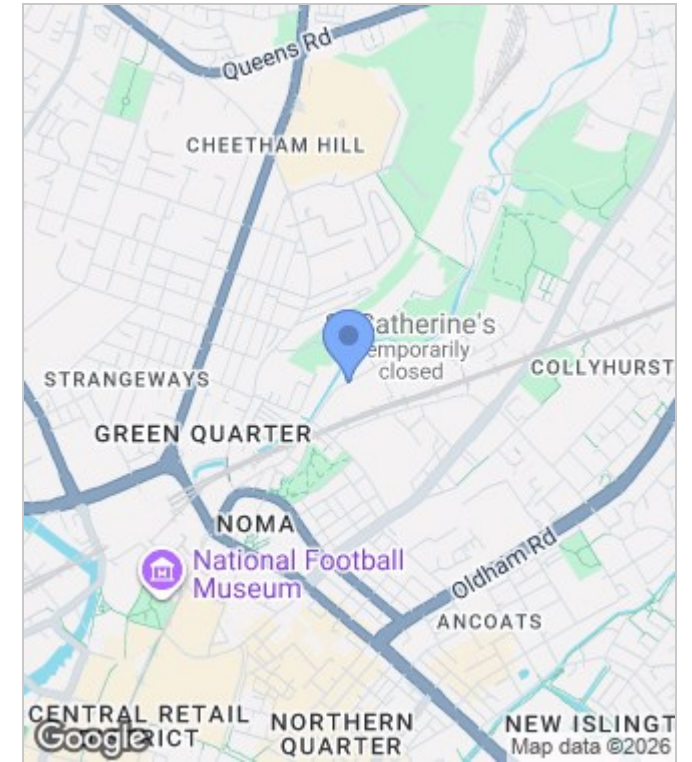 Queens Rd
CHEETHAM HILL
Catherine's
emporarily
closed
STRANGEWAYS
COLLYHURST
GREEN QUARTER
NOMA
National Football
Museum
Oldham Rd
ANCOATS
CENTRAL RETAIL
NORTHERN
QUARTER
NEW ISLINGT
Google
Map data ©2026